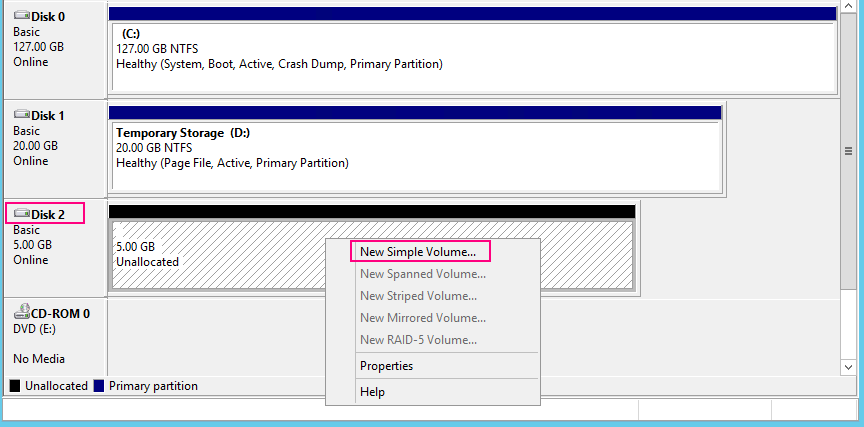 Disk 0
Basic
127.00 GB
Online
(C:)
127.00 GB NTFS
Healthy (System, Boot, Active, Crash Dump, Primary Partition)
Disk 1
Basic
20.00 GB
Online
Temporary Storage (D:)
20.00 GB NTFS
Healthy (Page File, Active, Primary Partition)
Disk 2
Basic
5.00 GB
Online
5.00 GB
Unallocated
New Simple Volume...
New Spanned Volume...
New Striped Volume...
New Mirrored Volume...
New RAID-5 Volume...
Properties
Help
CD-ROM 0
DVD (E:)
No Media
Unallocated Primary partition